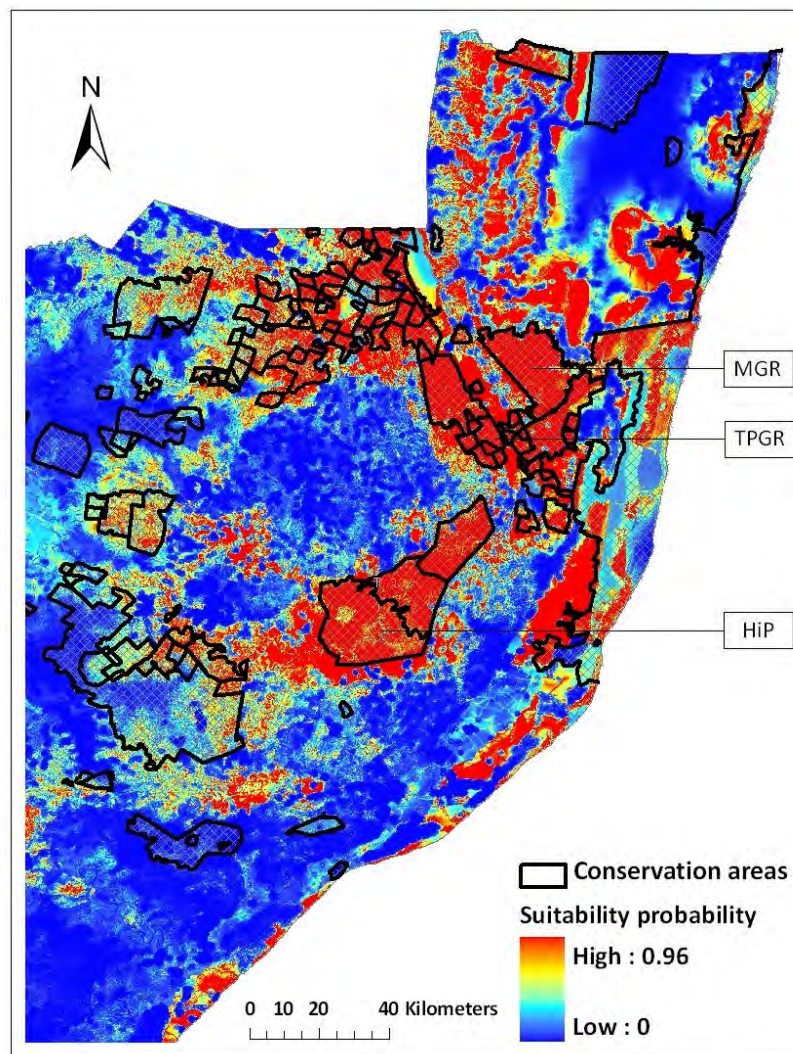 N
MGR
TPGR
HiP
Conservation areas
Suitability probability
High : 0.96
Low : 0
0 10 20 40 Kilometers